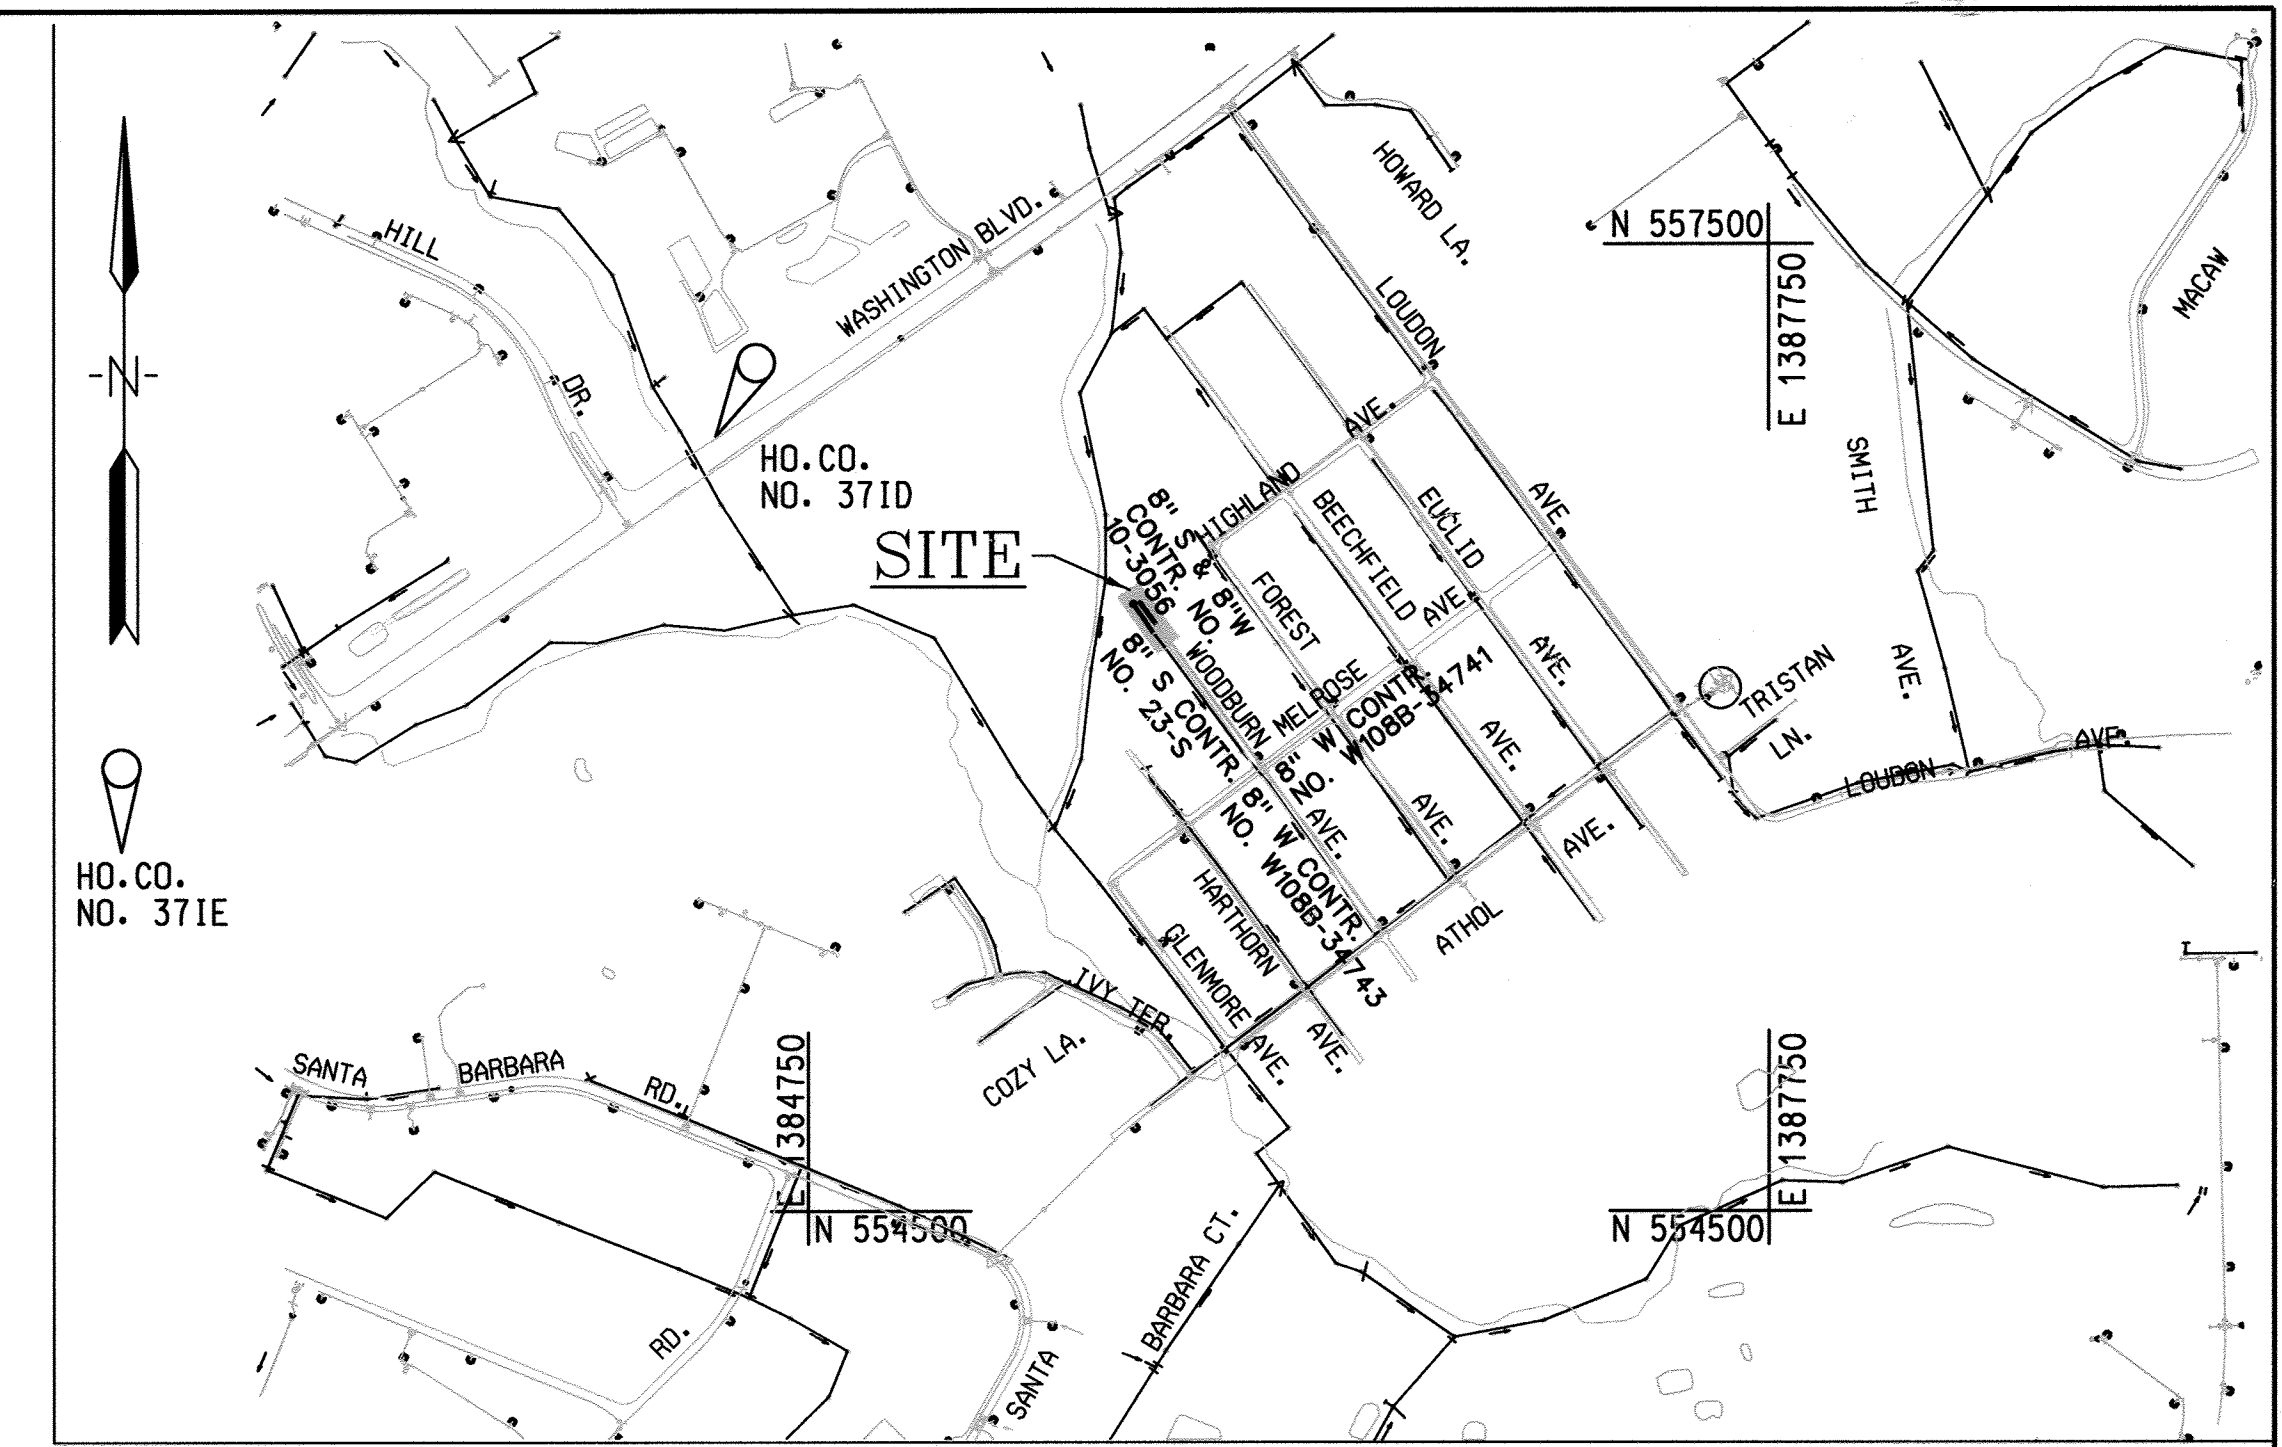 HILL
DR.
WASHINGTON BLVD.
HOWARD LA.
LOUDON
AVE.
N 557500
E 1387750
MACAW
SMITH
AVE.
-N-
HO.CO.
NO. 37ID
SITE
8" S & 8"W
CONTR. NO.
10-3056
HIGHLAND
AVE.
BEECHFIELD
AVE.
EUCLID
AVE.
FOREST
AVE.
WOODBURN
AVE.
MELROSE
AVE.
8" S CONTR.
NO. 23-S
8" W CONTR.
NO. W108B-34741
8" W CONTR.
NO. W108B-34743
TRISTAN
LN.
LOUDON
AVE.
HARTHORN
AVE.
GLENMORE
AVE.
ATHOL
AVE.
HO.CO.
NO. 37IE
IVY TER.
COZY LA.
SANTA
BARBARA
RD.
E 1384750
N 554500
E 1387750
N 554500
BARBARA CT.
RD.
SANTA